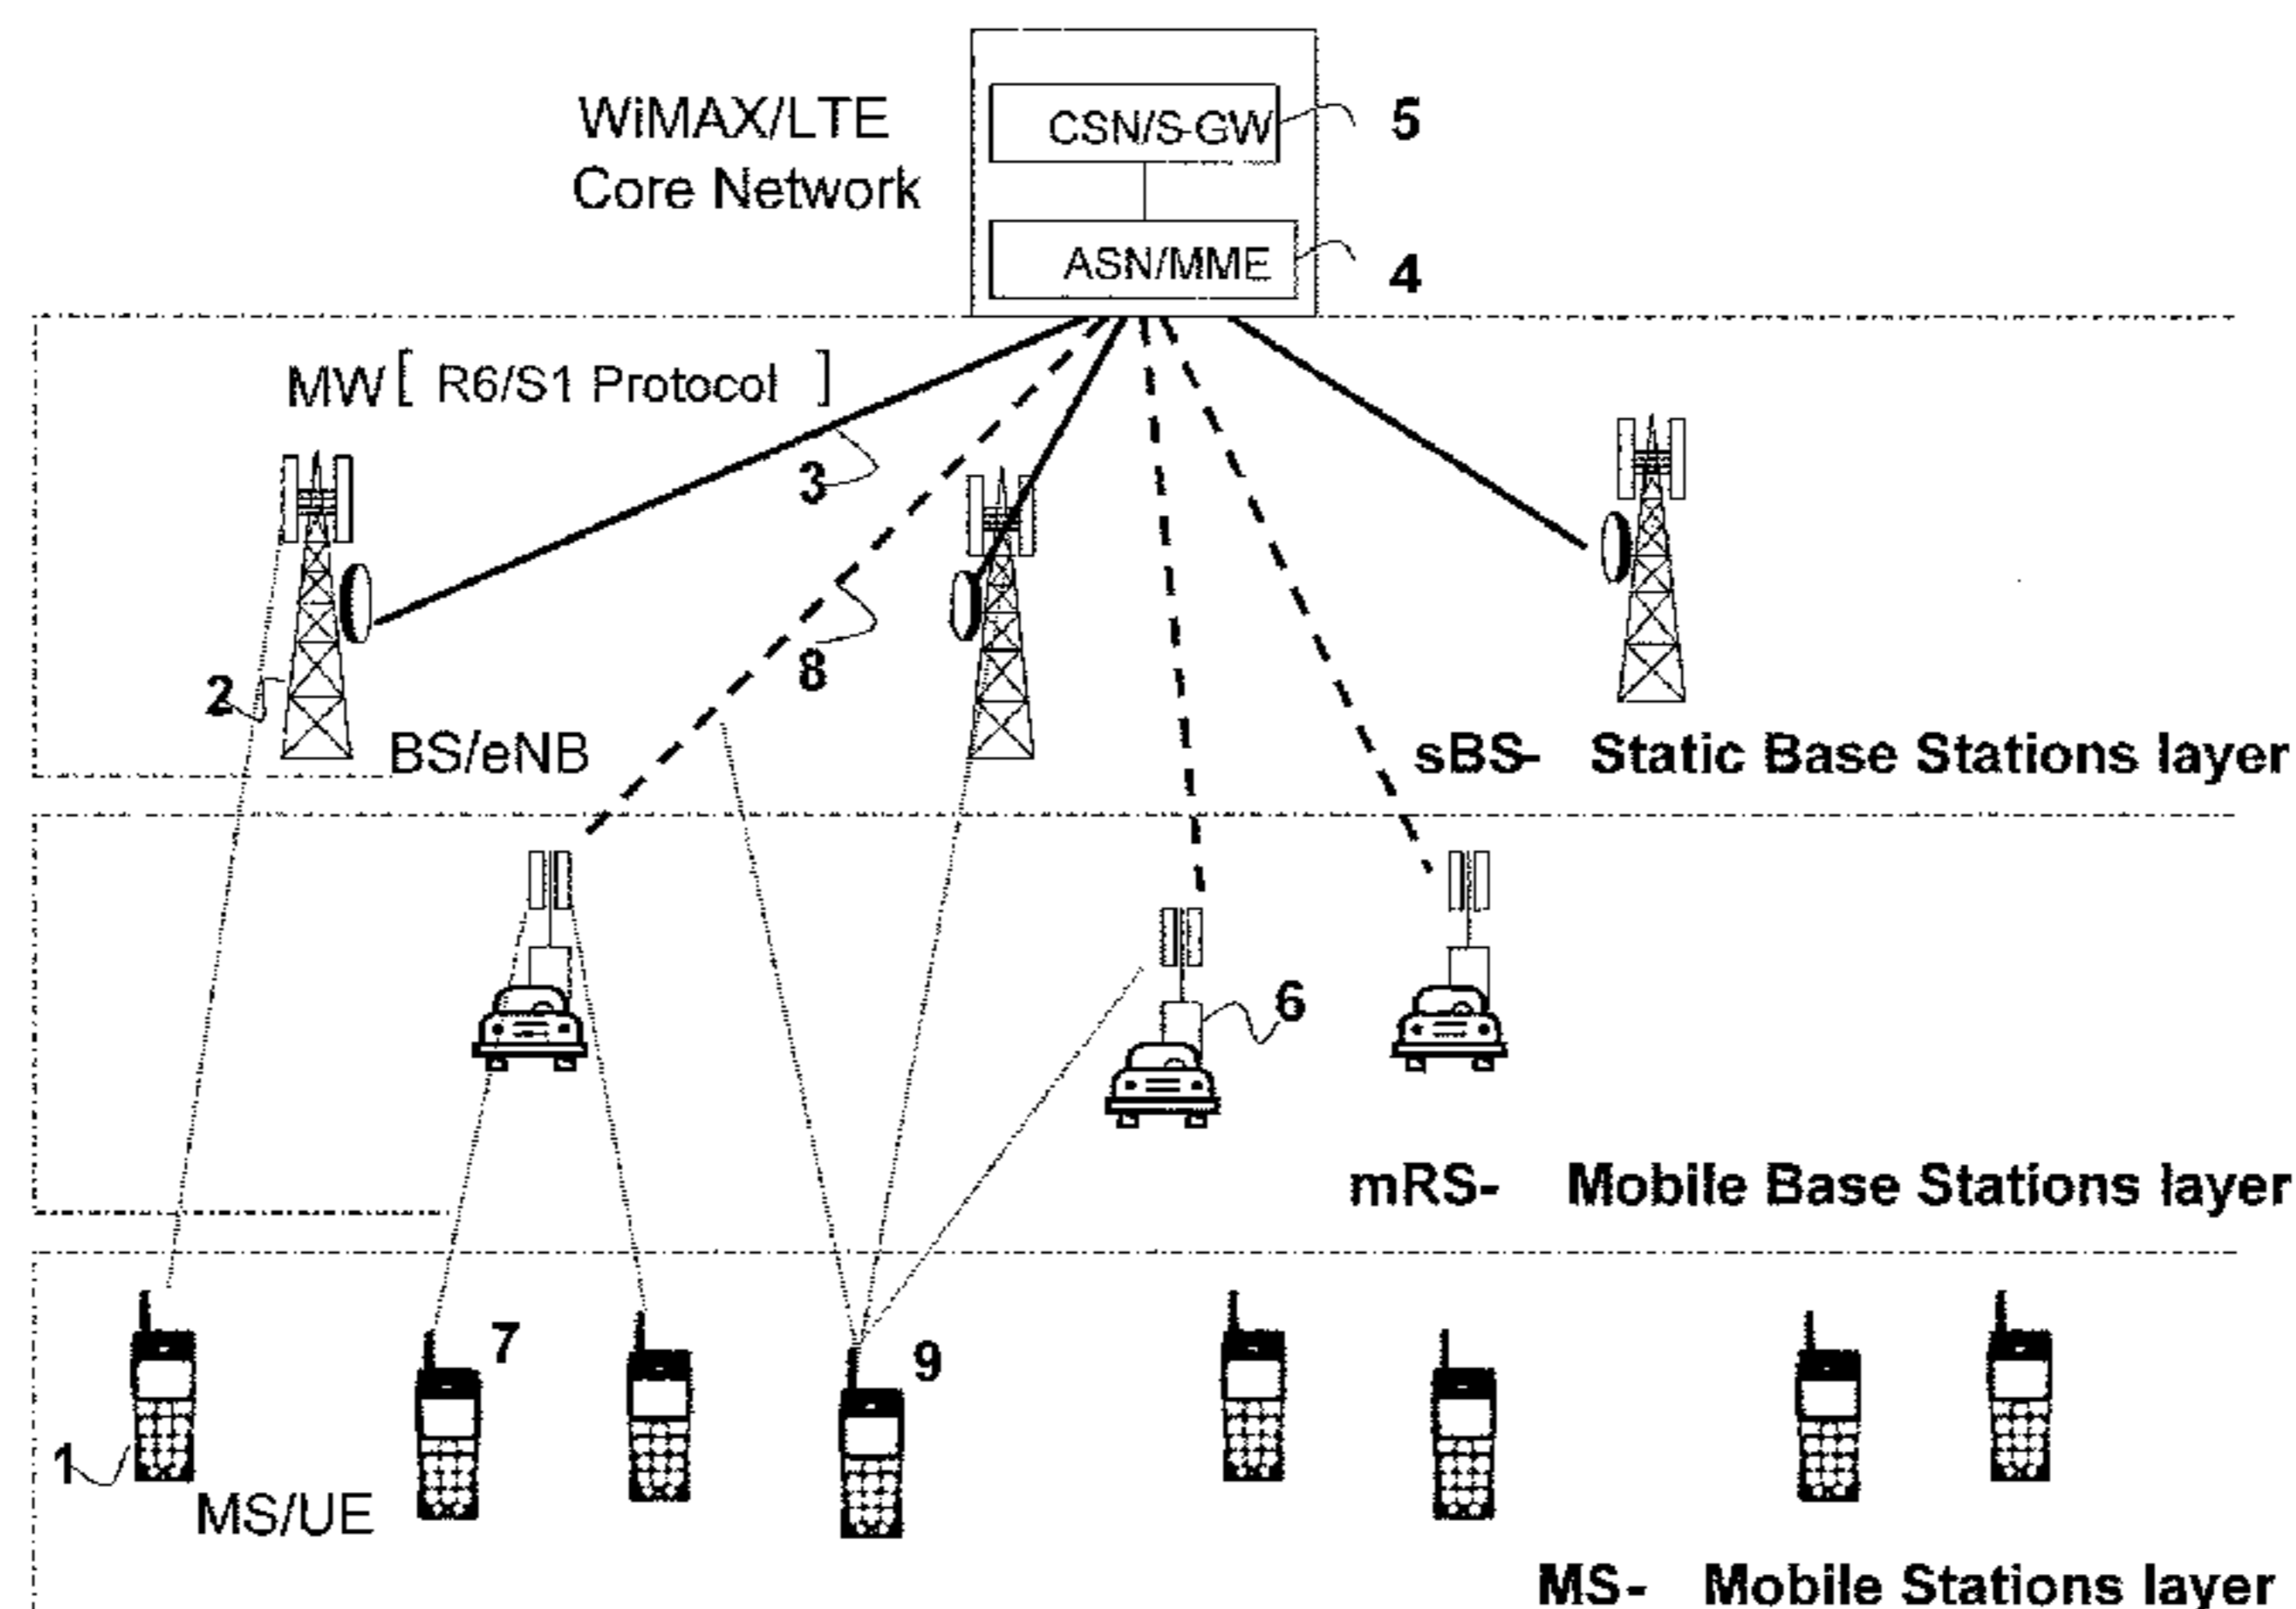 WiMAX/LTE
Core Network
CSN/S-GW
5
ASN/MME
4
MW [ R6/S1 Protocol ]
3
8
2
BS/eNB
sBS- Static Base Stations layer
6
mRS- Mobile Base Stations layer
7
9
1
MS/UE
MS- Mobile Stations layer